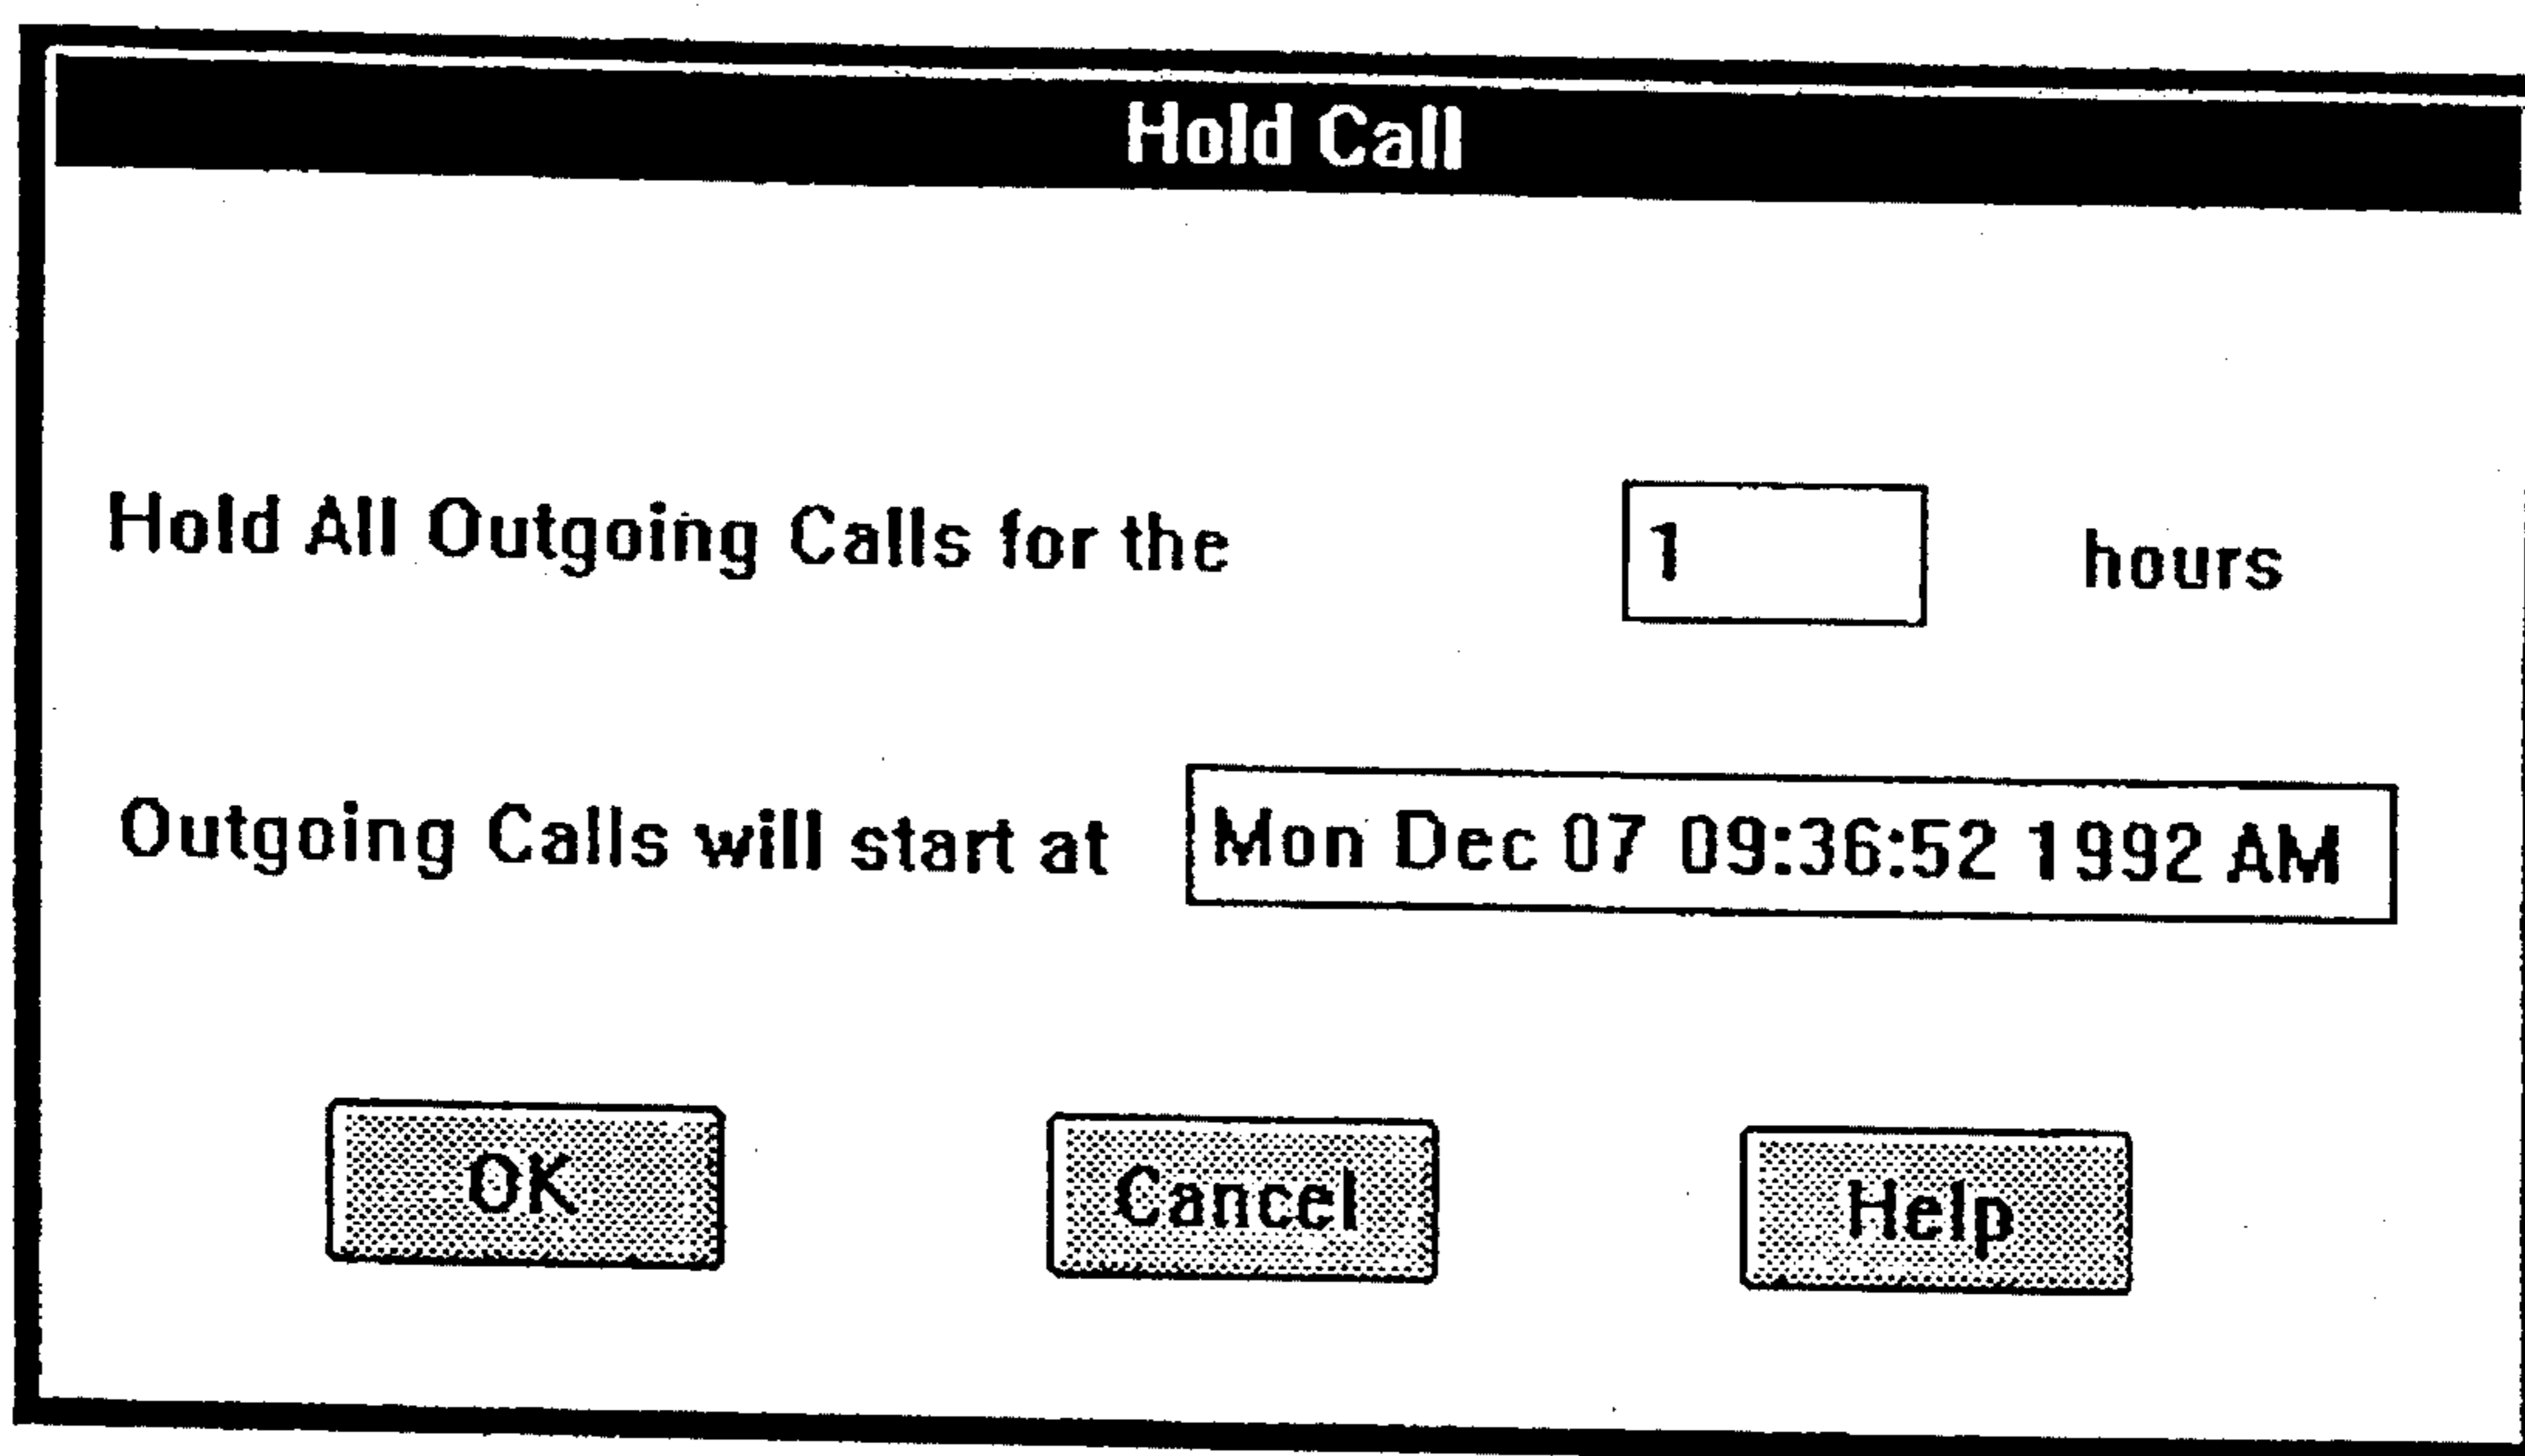 Hold Call
Hold All Outgoing Calls for the 1 hours
Outgoing Calls will start at Mon Dec 07 09:36:52 1992 AM
OK Cancel Help